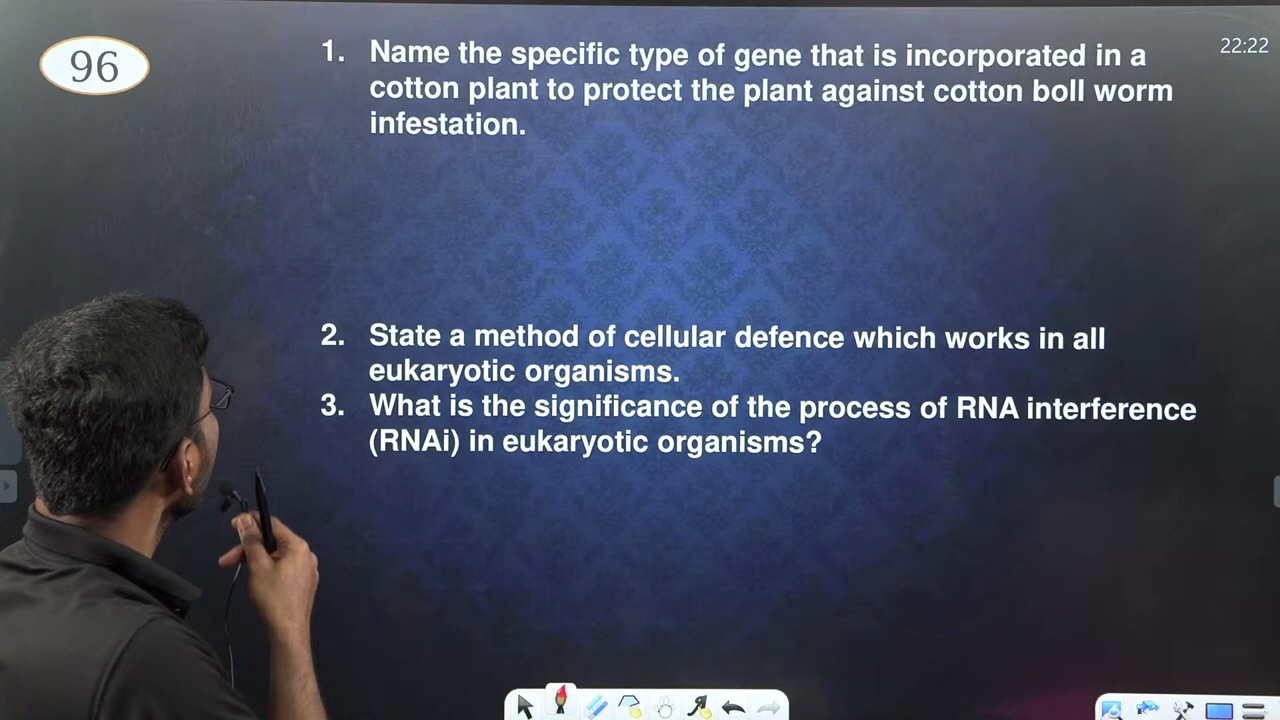 96
22:22
1. Name the specific type of gene that is incorporated in a
cotton plant to protect the plant against cotton boll worm
infestation.
2. State a method of cellular defence which works in all
eukaryotic organisms.
3. What is the significance of the process of RNA interference
(RNAi) in eukaryotic organisms?